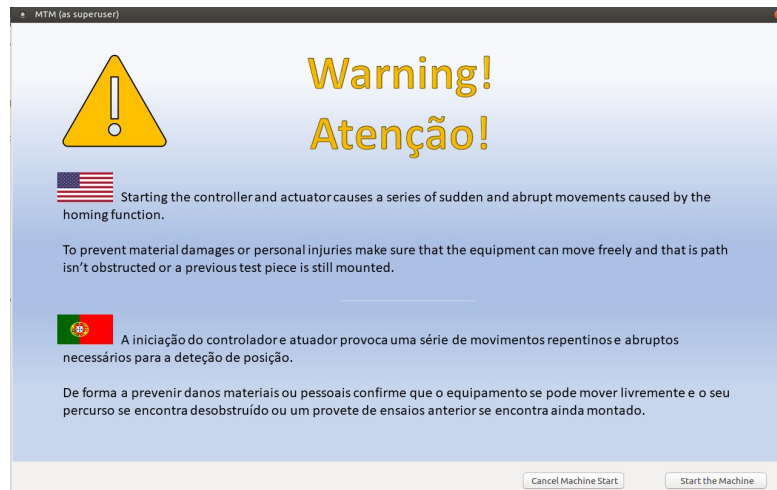 MTM (as superuser)
Warning!
Atenção!
Starting the controller and actuator causes a series of sudden and abrupt movements caused by the
homing function.
To prevent material damages or personal injuries make sure that the equipment can move freely and that is path
isn't obstructed or a previous test piece is still mounted.
A iniciação do controlador e atuador provoca uma série de movimentos repentinos e abruptos
necessários para a deteção de posição.
De forma a prevenir danos materiais ou pessoais confirme que o equipamento se pode mover livremente e o seu
percurso se encontra desobstruído ou um provete de ensaios anterior se encontra ainda montado.
Cancel Machine Start
Start the Machine